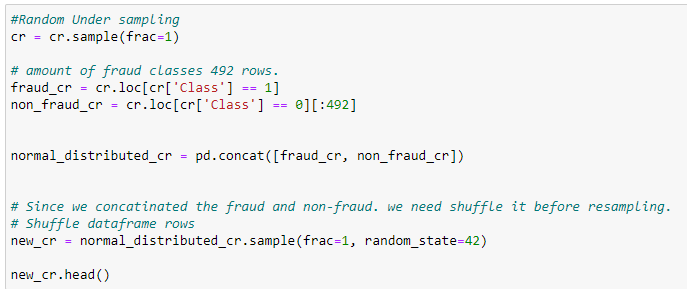 #Random Under sampling
cr = cr.sample(frac=1)
# amount of fraud classes 492 rows.
fraud_cr = cr.loc[cr['Class'] == 1]
non_fraud_cr = cr.loc[cr['Class'] == 0][:492]
normal_distributed_cr = pd.concat([fraud_cr, non_fraud_cr])
# Since we concatinated the fraud and non-fraud. we need shuffle it before resampling.
# Shuffle dataframe rows
new_cr = normal_distributed_cr.sample(frac=1, random_state=42)
new_cr.head()